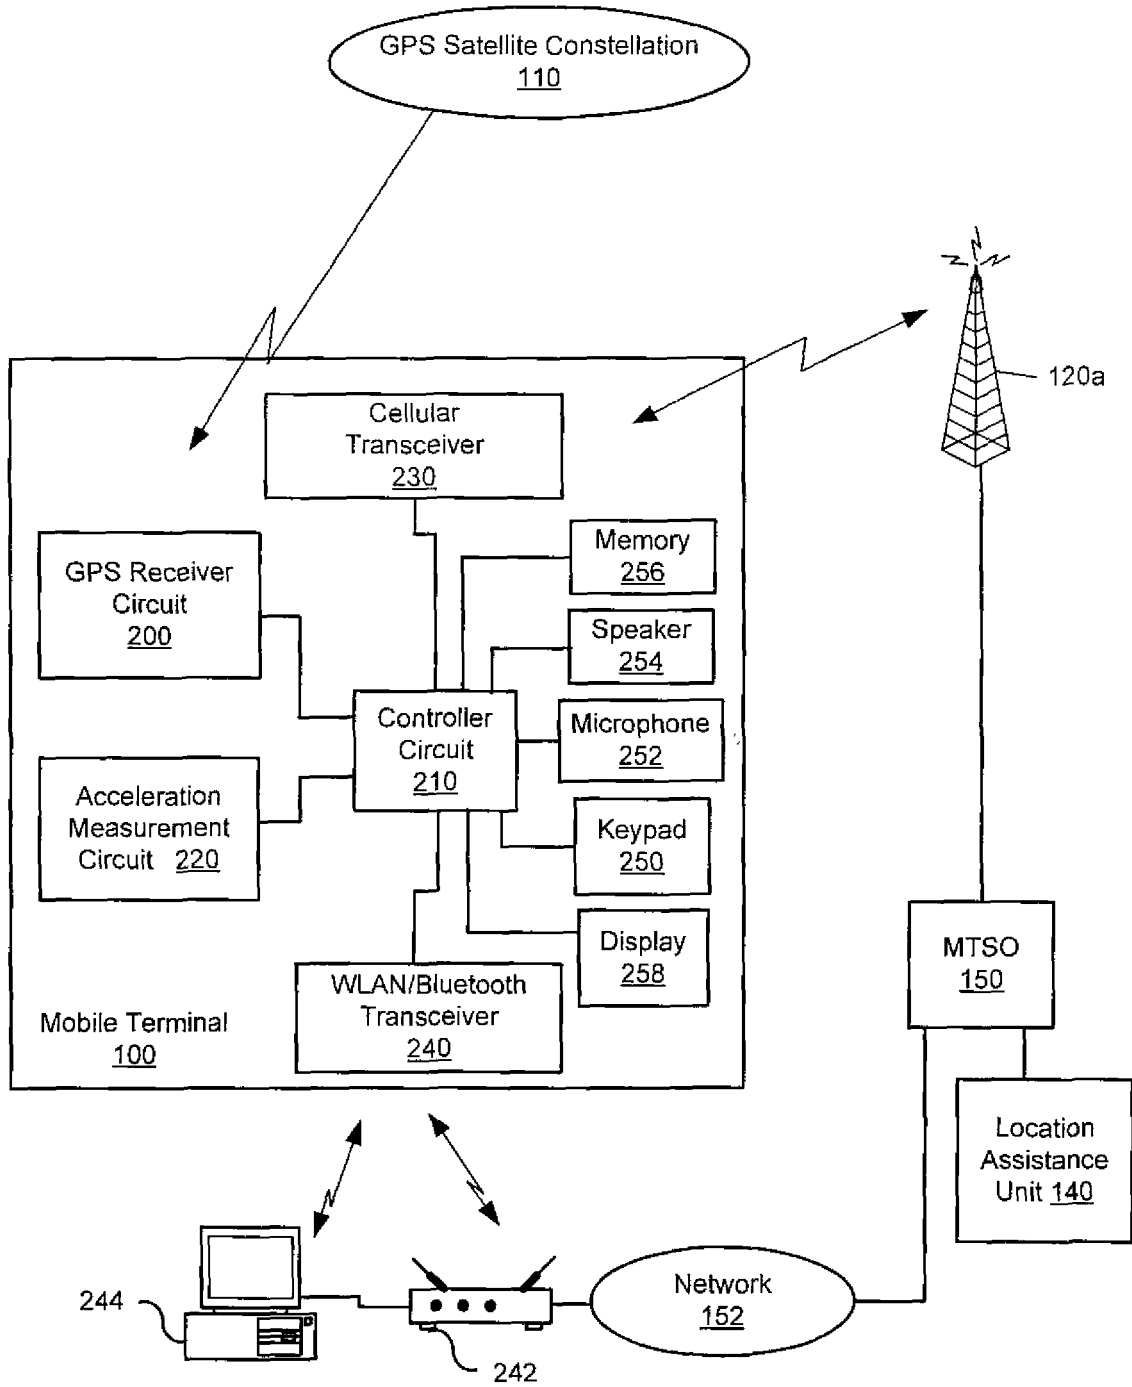 GPS Satellite Constellation
110
120a
Cellular
Transceiver
230
Memory
256
GPS Receiver
Circuit
200
Speaker
254
Controller
Circuit
210
Microphone
252
Acceleration
Measurement
Circuit 220
Keypad
250
Display
258
MTSO
150
WLAN/Bluetooth
Transceiver
240
Mobile Terminal
100
Location
Assistance
Unit 140
Network
152
244
242